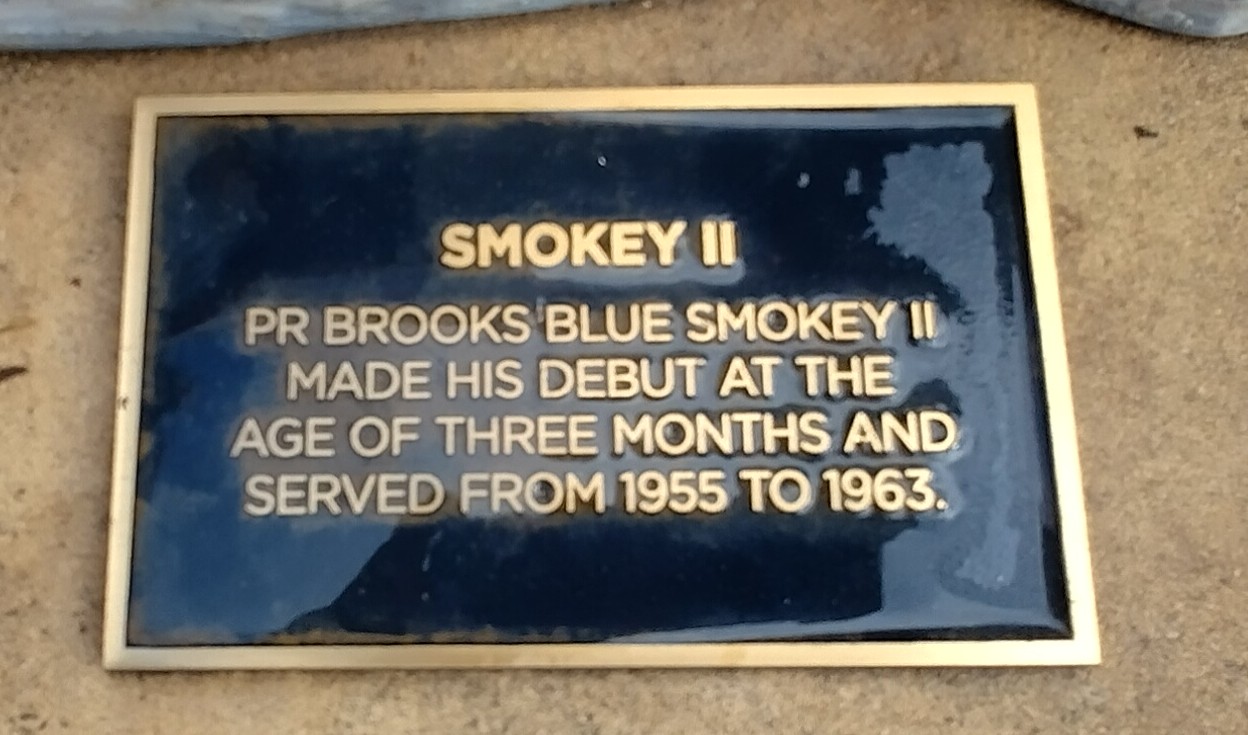 SMOKEY II
PR BROOKS' BLUE SMOKEY II
MADE HIS DEBUT AT THE
AGE OF THREE MONTHS AND
SERVED FROM 1955 TO 1963.